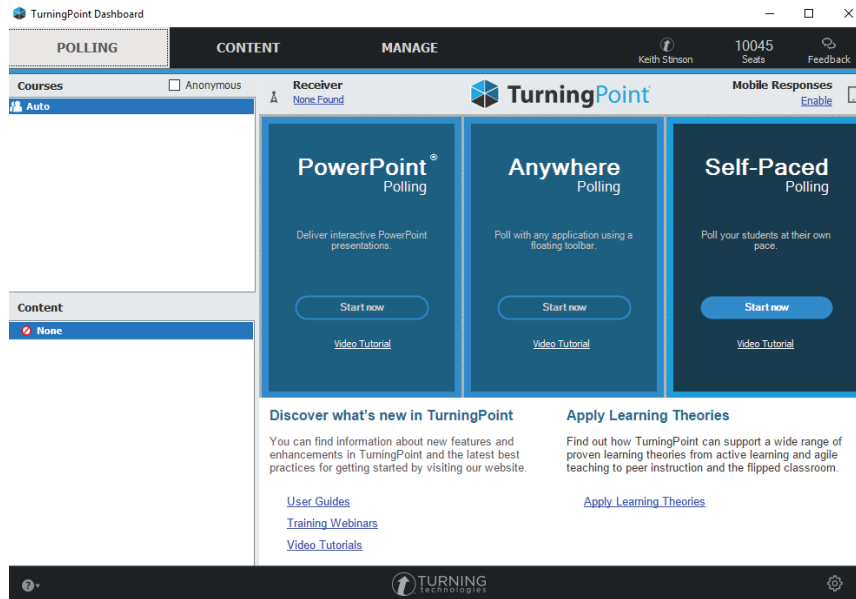 TurningPoint Dashboard
POLLING
CONTENT
MANAGE
Keith Stinson
10045
Seats
Feedback
Courses
Anonymous
Auto
Receiver
None Found
TurningPoint
Mobile Responses
Enable
PowerPoint®
Polling
Deliver interactive PowerPoint
presentations.
Start now
Video Tutorial
Anywhere
Polling
Poll with any application using a
floating toolbar.
Start now
Video Tutorial
Self-Paced
Polling
Poll your students at their own
pace.
Start now
Video Tutorial
Content
None
Discover what's new in TurningPoint
You can find information about new features and
enhancements in TurningPoint and the latest best
practices for getting started by visiting our website.
User Guides
Training Webinars
Video Tutorials
Apply Learning Theories
Find out how TurningPoint can support a wide range of
proven learning theories from active learning and agile
teaching to peer instruction and the flipped classroom.
Apply Learning Theories
TURNING
technologies